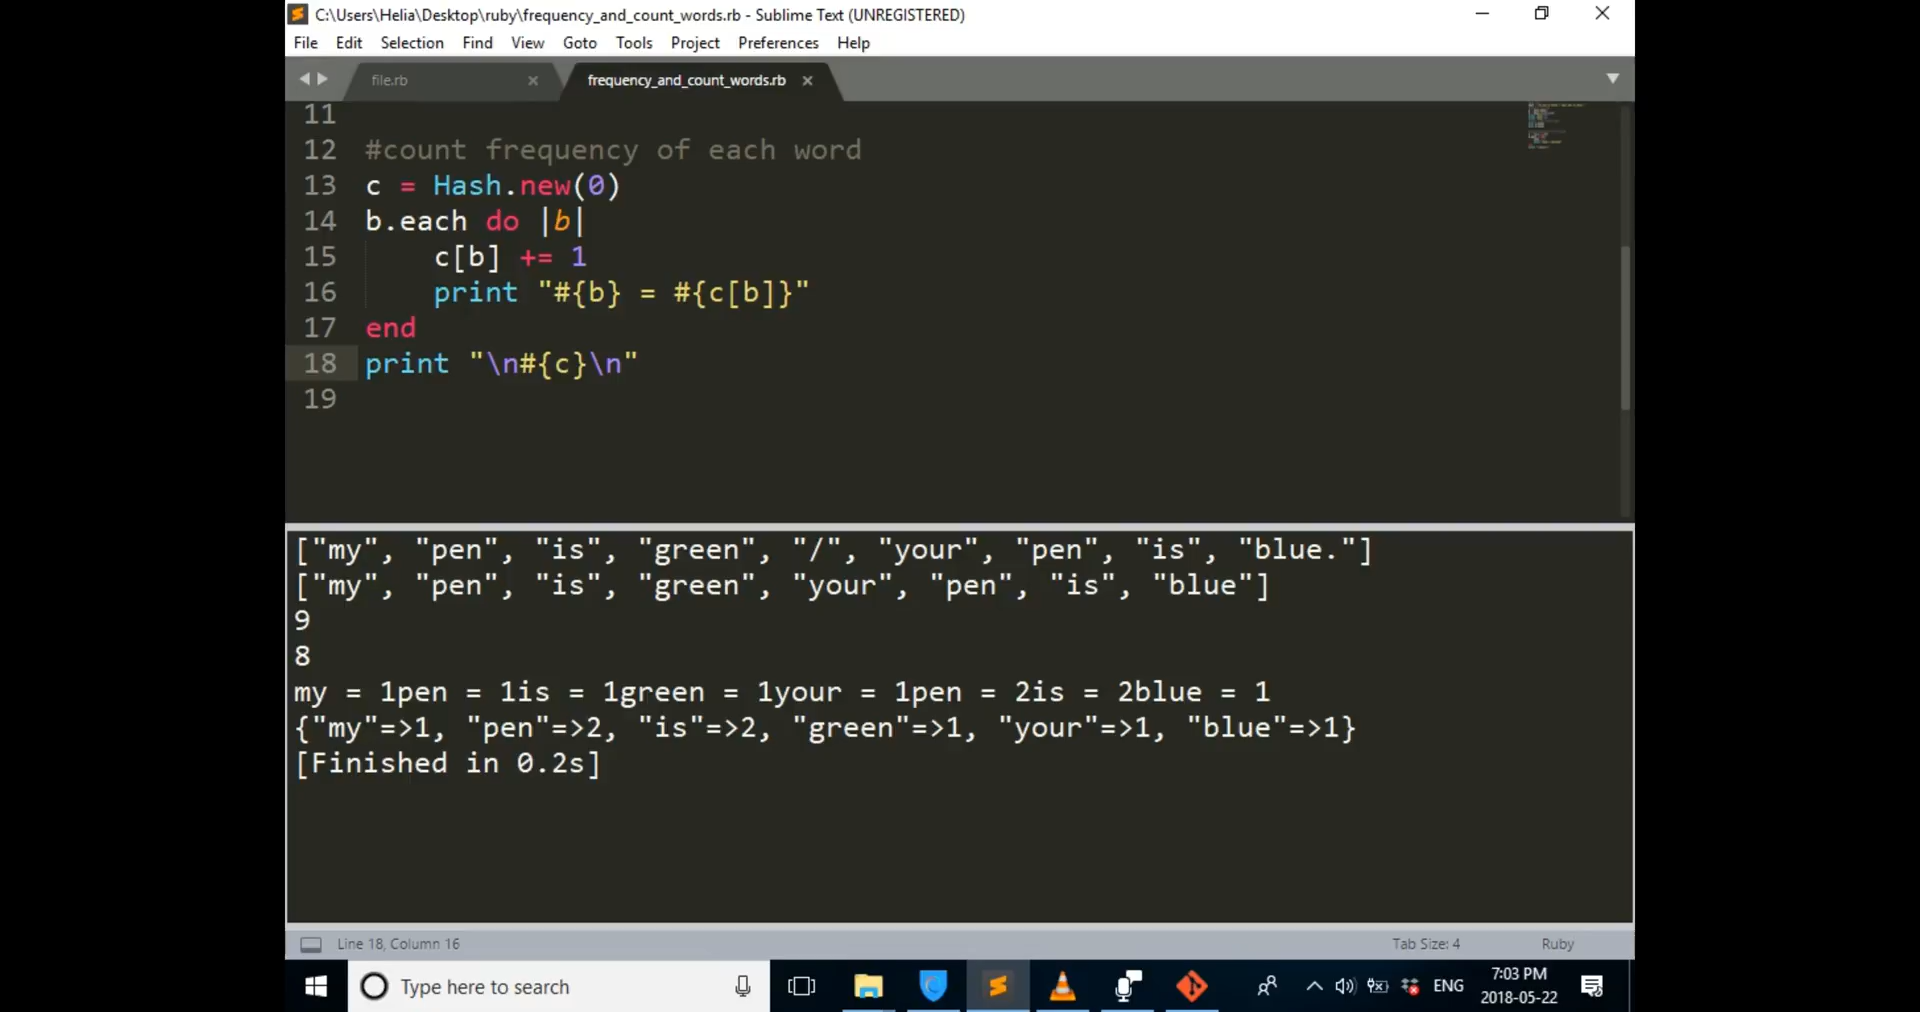 C:\Users\Helia\Desktop\ruby\frequency_and_count_words.rb - Sublime Text (UNREGISTERED)
File Edit Selection Find View Goto Tools Project Preferences Help
file.rb frequency_and_count_words.rb
11
12 #count frequency of each word
13 c = Hash.new(0)
14 b.each do |b|
15     c[b] += 1
16     print "#{b} = #{c[b]}"
17 end
18 print "\n#{c}\n"
19
["my", "pen", "is", "green", "/", "your", "pen", "is", "blue."]
["my", "pen", "is", "green", "your", "pen", "is", "blue"]
9
8
my = 1pen = 1is = 1green = 1your = 1pen = 2is = 2blue = 1
{"my"=>1, "pen"=>2, "is"=>2, "green"=>1, "your"=>1, "blue"=>1}
[Finished in 0.2s]
Line 18, Column 16 Tab Size: 4 Ruby
Type here to search ENG 7:03 PM
2018-05-22